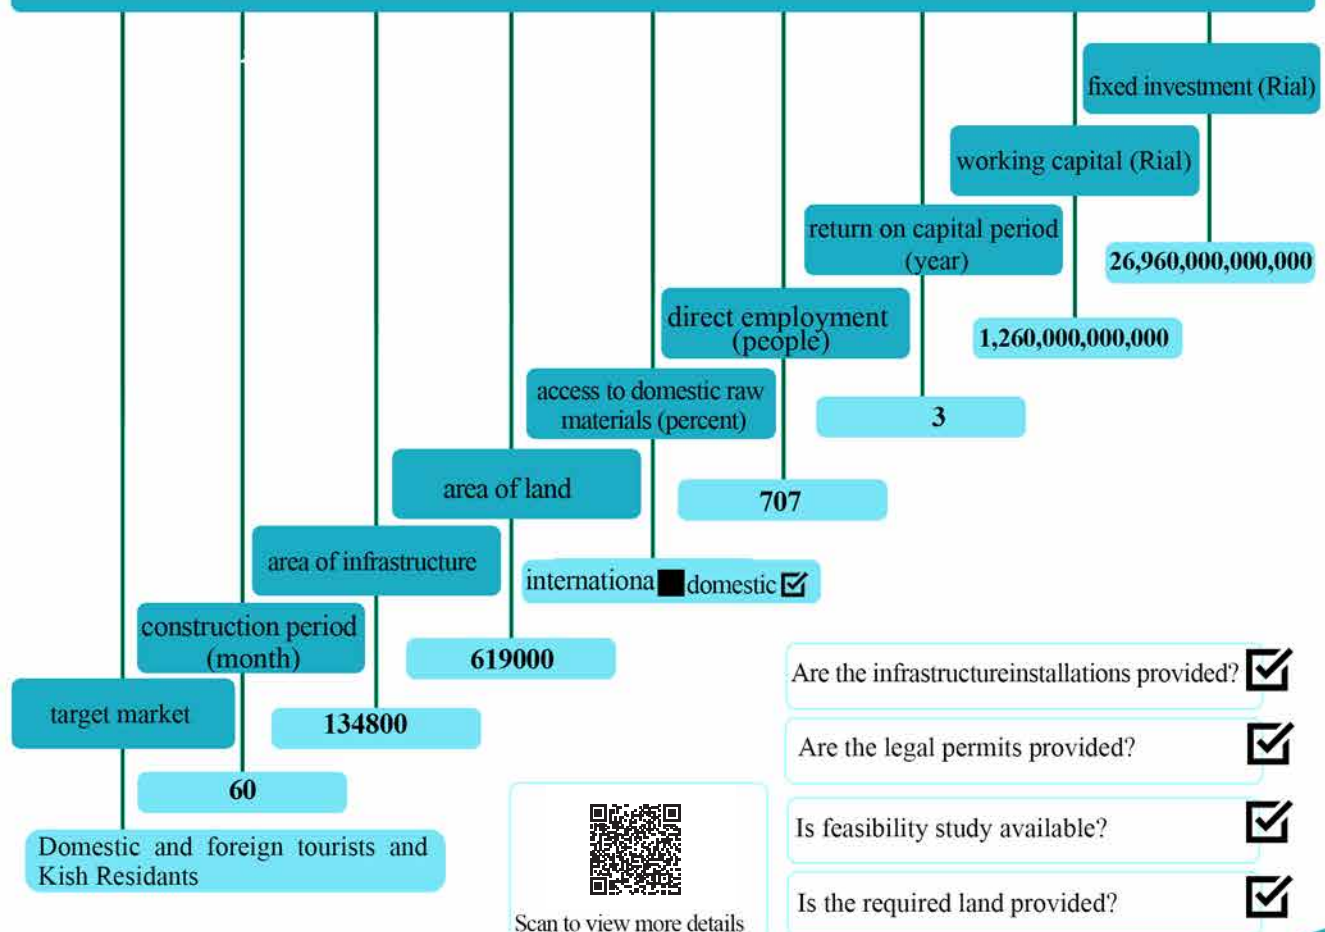 fixed investment (Rial)
26,960,000,000,000
working capital (Rial)
1,260,000,000,000
return on capital period
(year)
3
direct employment
(people)
707
access to domestic raw
materials (percent)
internationa domestic
area of land
619000
area of infrastructure
134800
construction period
(month)
60
target market
Domestic and foreign tourists and
Kish Residants
Are the infrastructureinstallations provided?
Are the legal permits provided?
Is feasibility study available?
Is the required land provided?
Scan to view more details